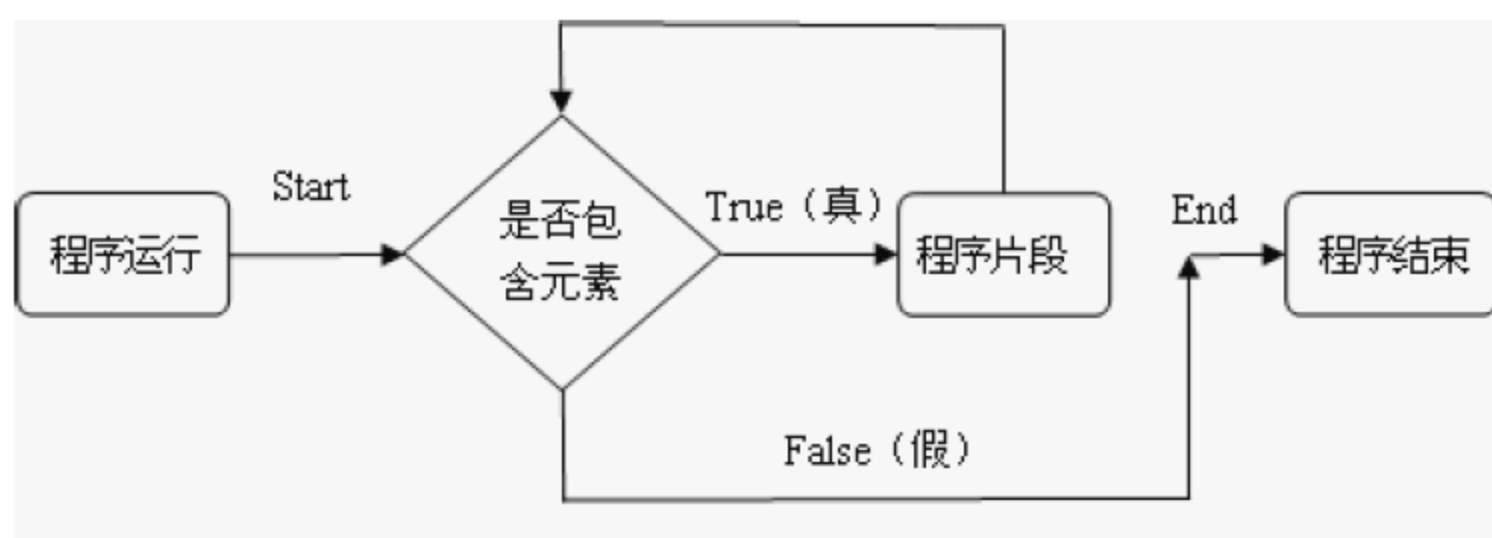 程序运行
Start
是否包
含元素
True（真）
程序片段
End
程序结束
False（假）